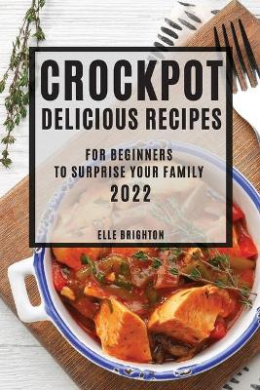 CROCKPOT
DELICIOUS RECIPES
FOR BEGINNERS
TO SURPRISE YOUR FAMILY
2022
ELLE BRIGHTON